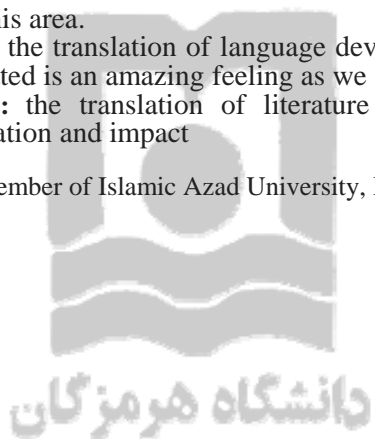 his area.
the translation of language dev
ted is an amazing feeling as we
: the translation of literature
ation and impact
ember of Islamic Azad University,
دانشگاه هرمزگان